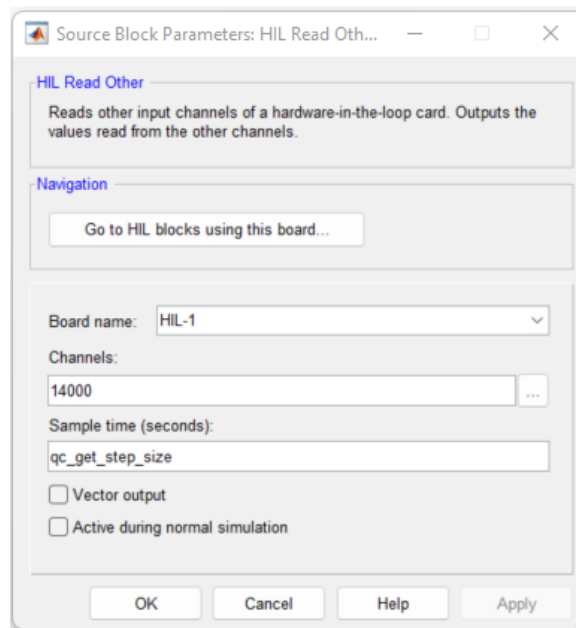 Source Block Parameters: HIL Read Oth...
HIL Read Other
Reads other input channels of a hardware-in-the-loop card. Outputs the
values read from the other channels.
Navigation
Go to HIL blocks using this board...
Board name: HIL-1
Channels:
14000
...
Sample time (seconds):
qc_get_step_size
Vector output
Active during normal simulation
OK Cancel Help Apply